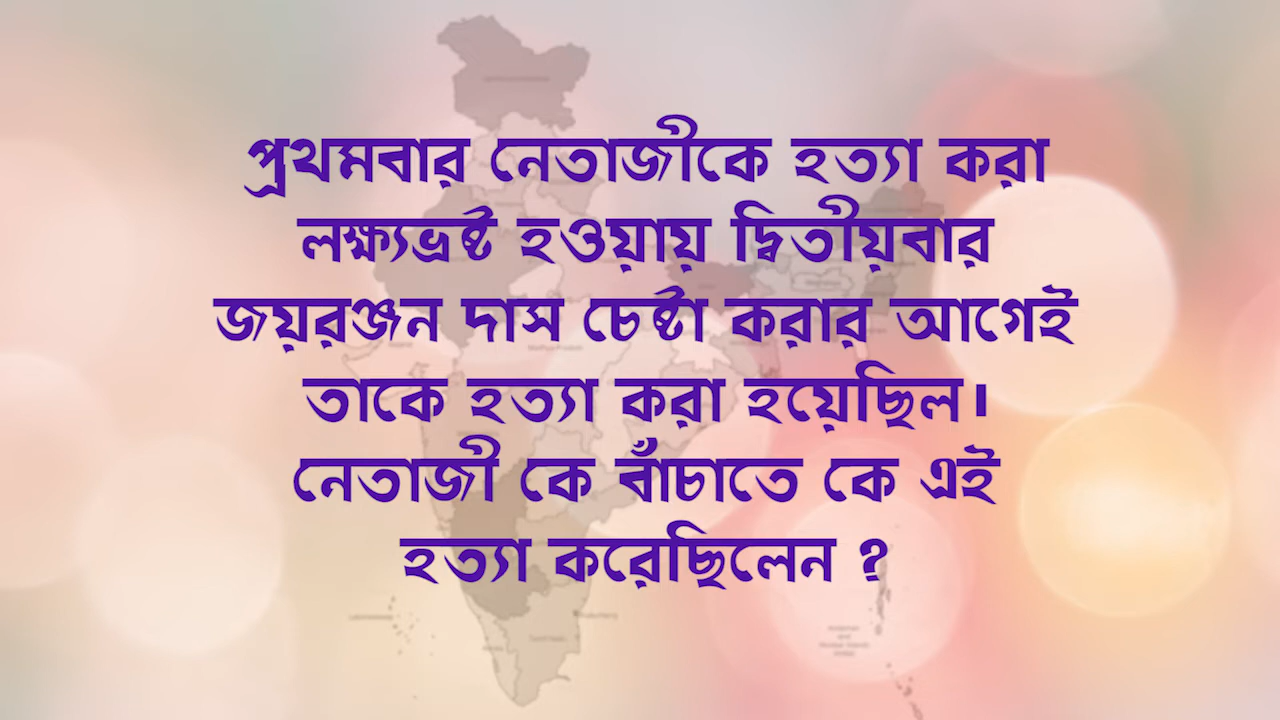 প্রথমবার নেতাজীকে হত্যা করা
লক্ষ্যভ্রষ্ট হওয়ায় দ্বিতীয়বার
জয়রঞ্জন দাস চেষ্টা করার আগেই
তাকে হত্যা করা হয়েছিল।
নেতাজী কে বাঁচাতে কে এই
হত্যা করেছিলেন ?